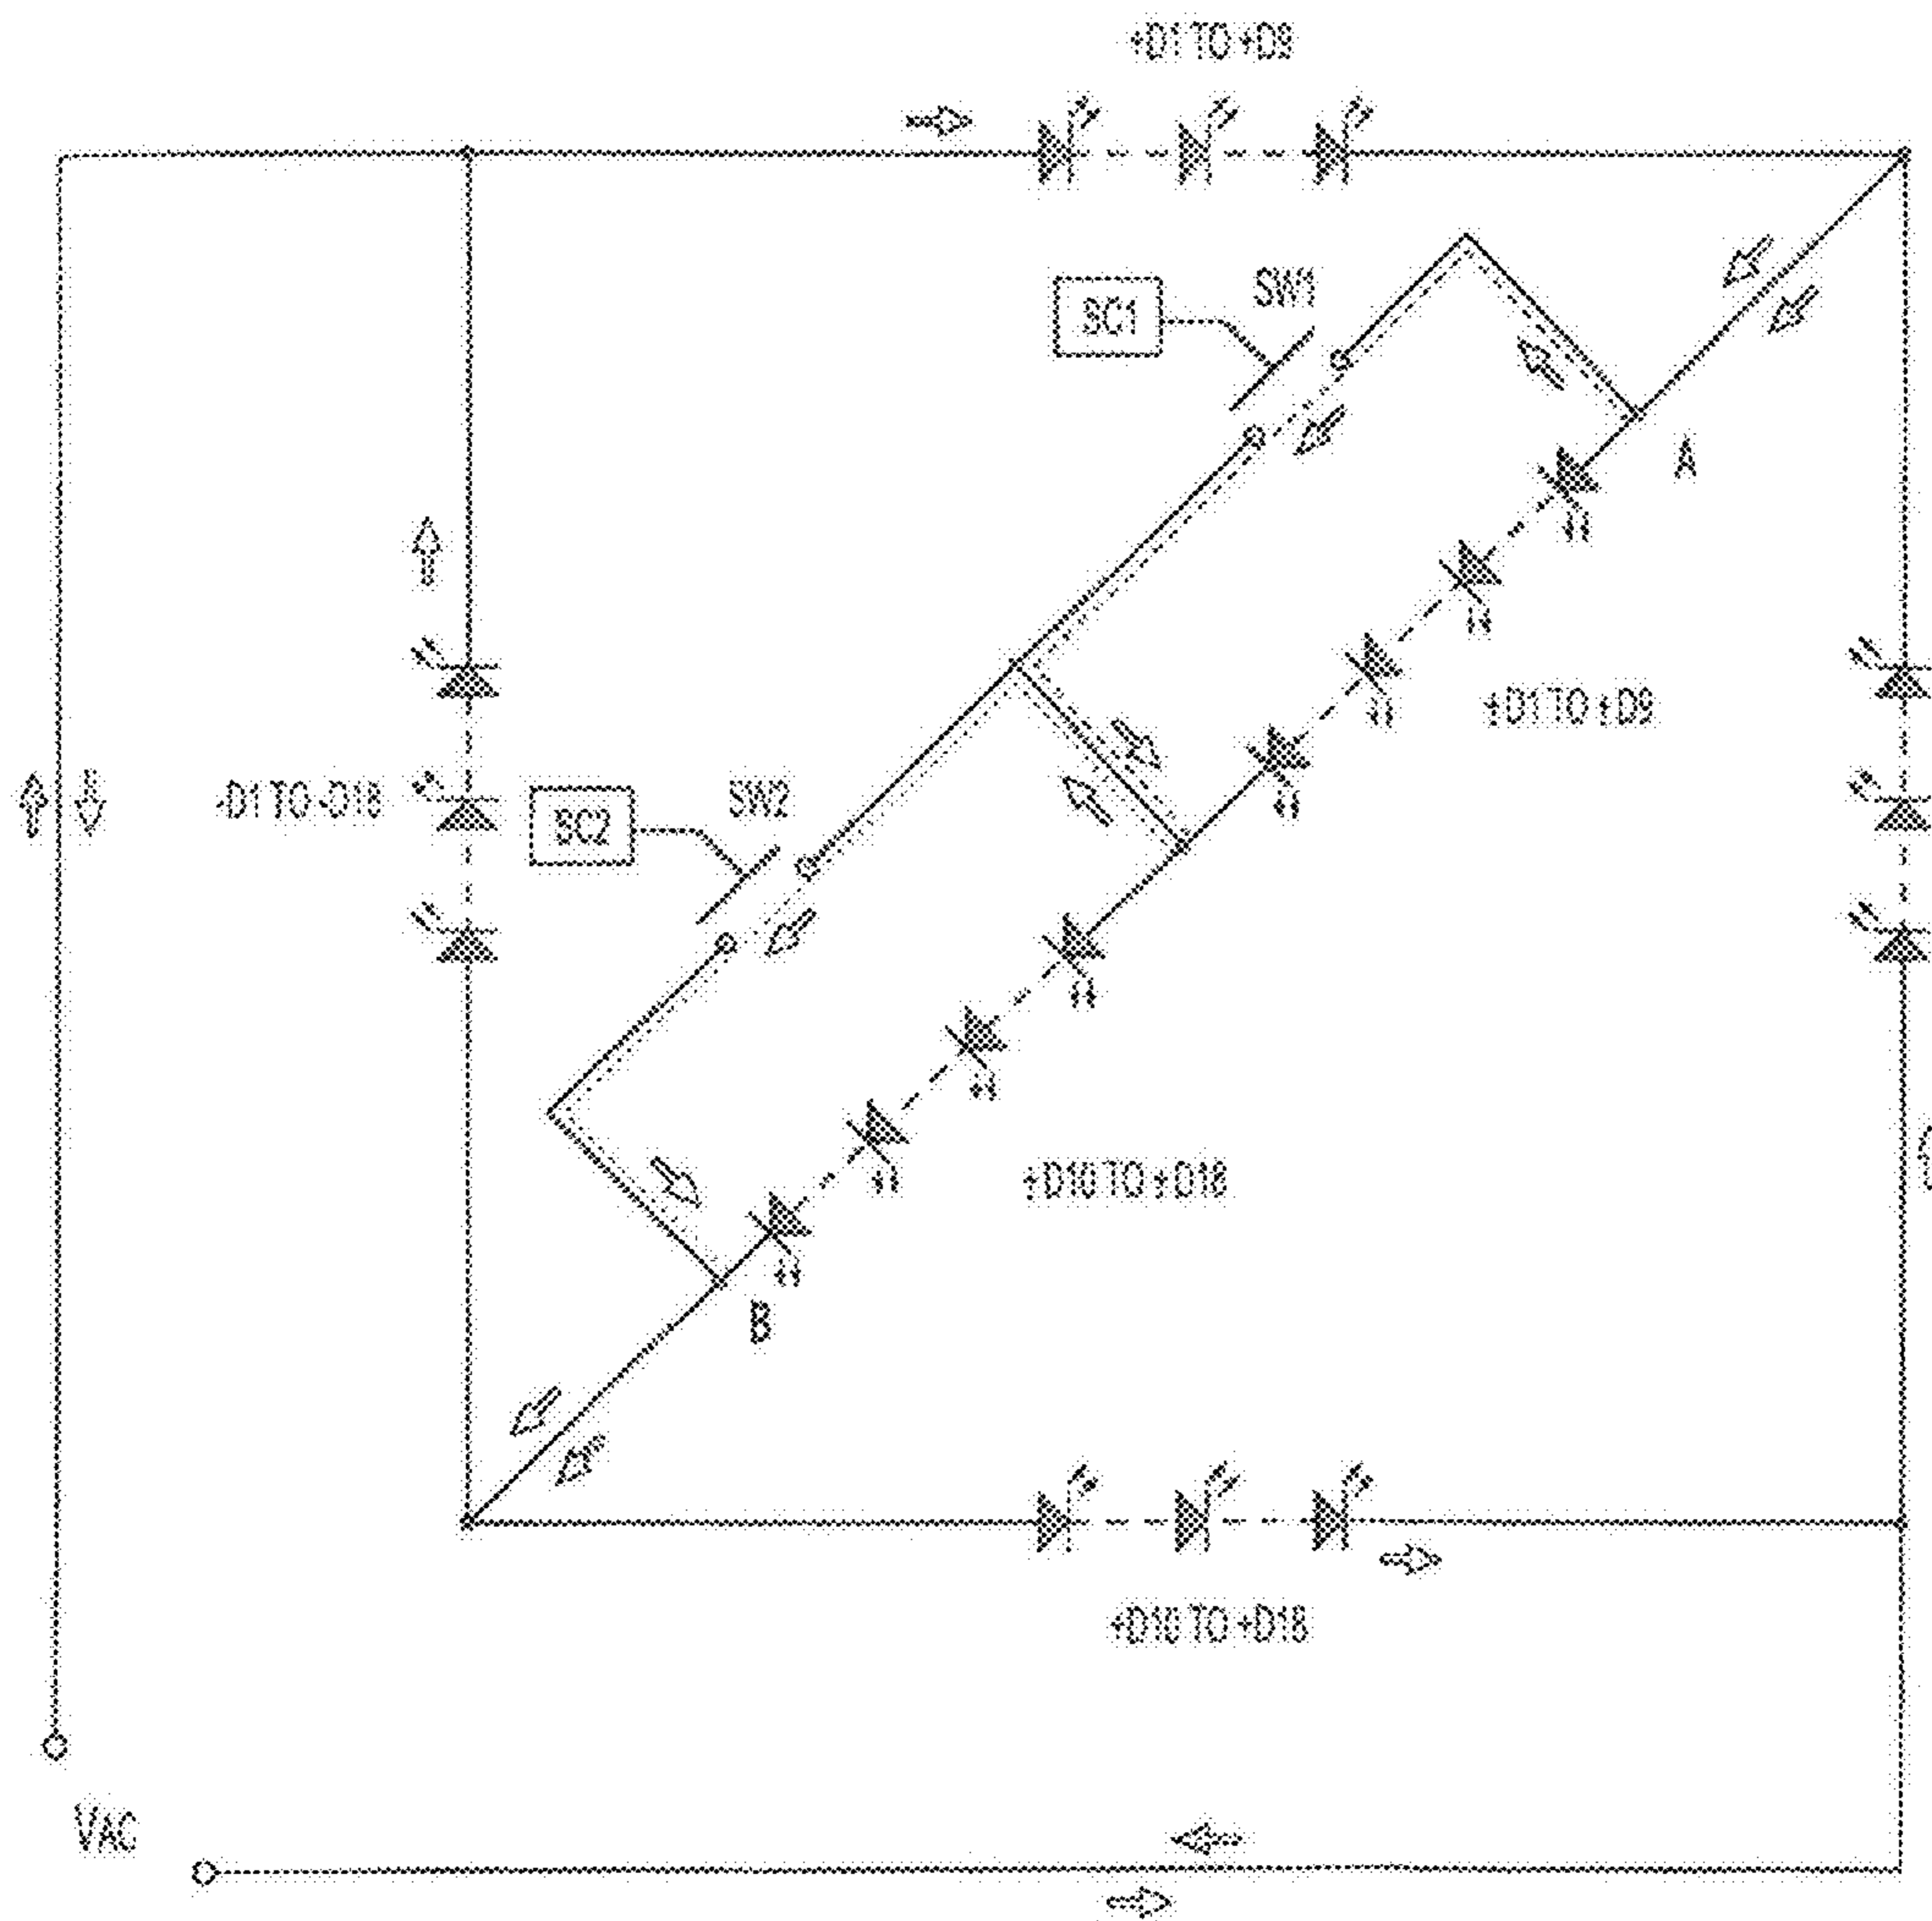 +D1 TO +D9
SW1
SC1
A
±D1 TO ±D9
-D1 TO -D18
SW2
SC2
±D10 TO ±D18
B
+D10 TO +D18
VAC